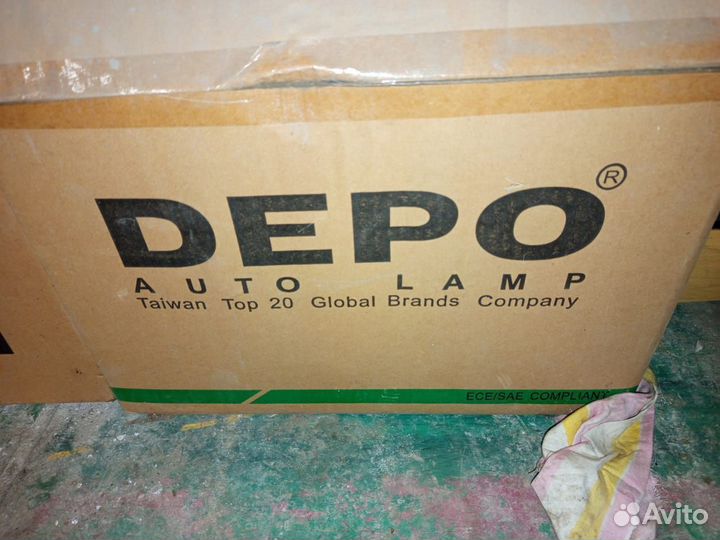 DEPO®
AUTO LAMP
Taiwan Top 20 Global Brands Company
ECE/SAE COMPLIANT
Avito